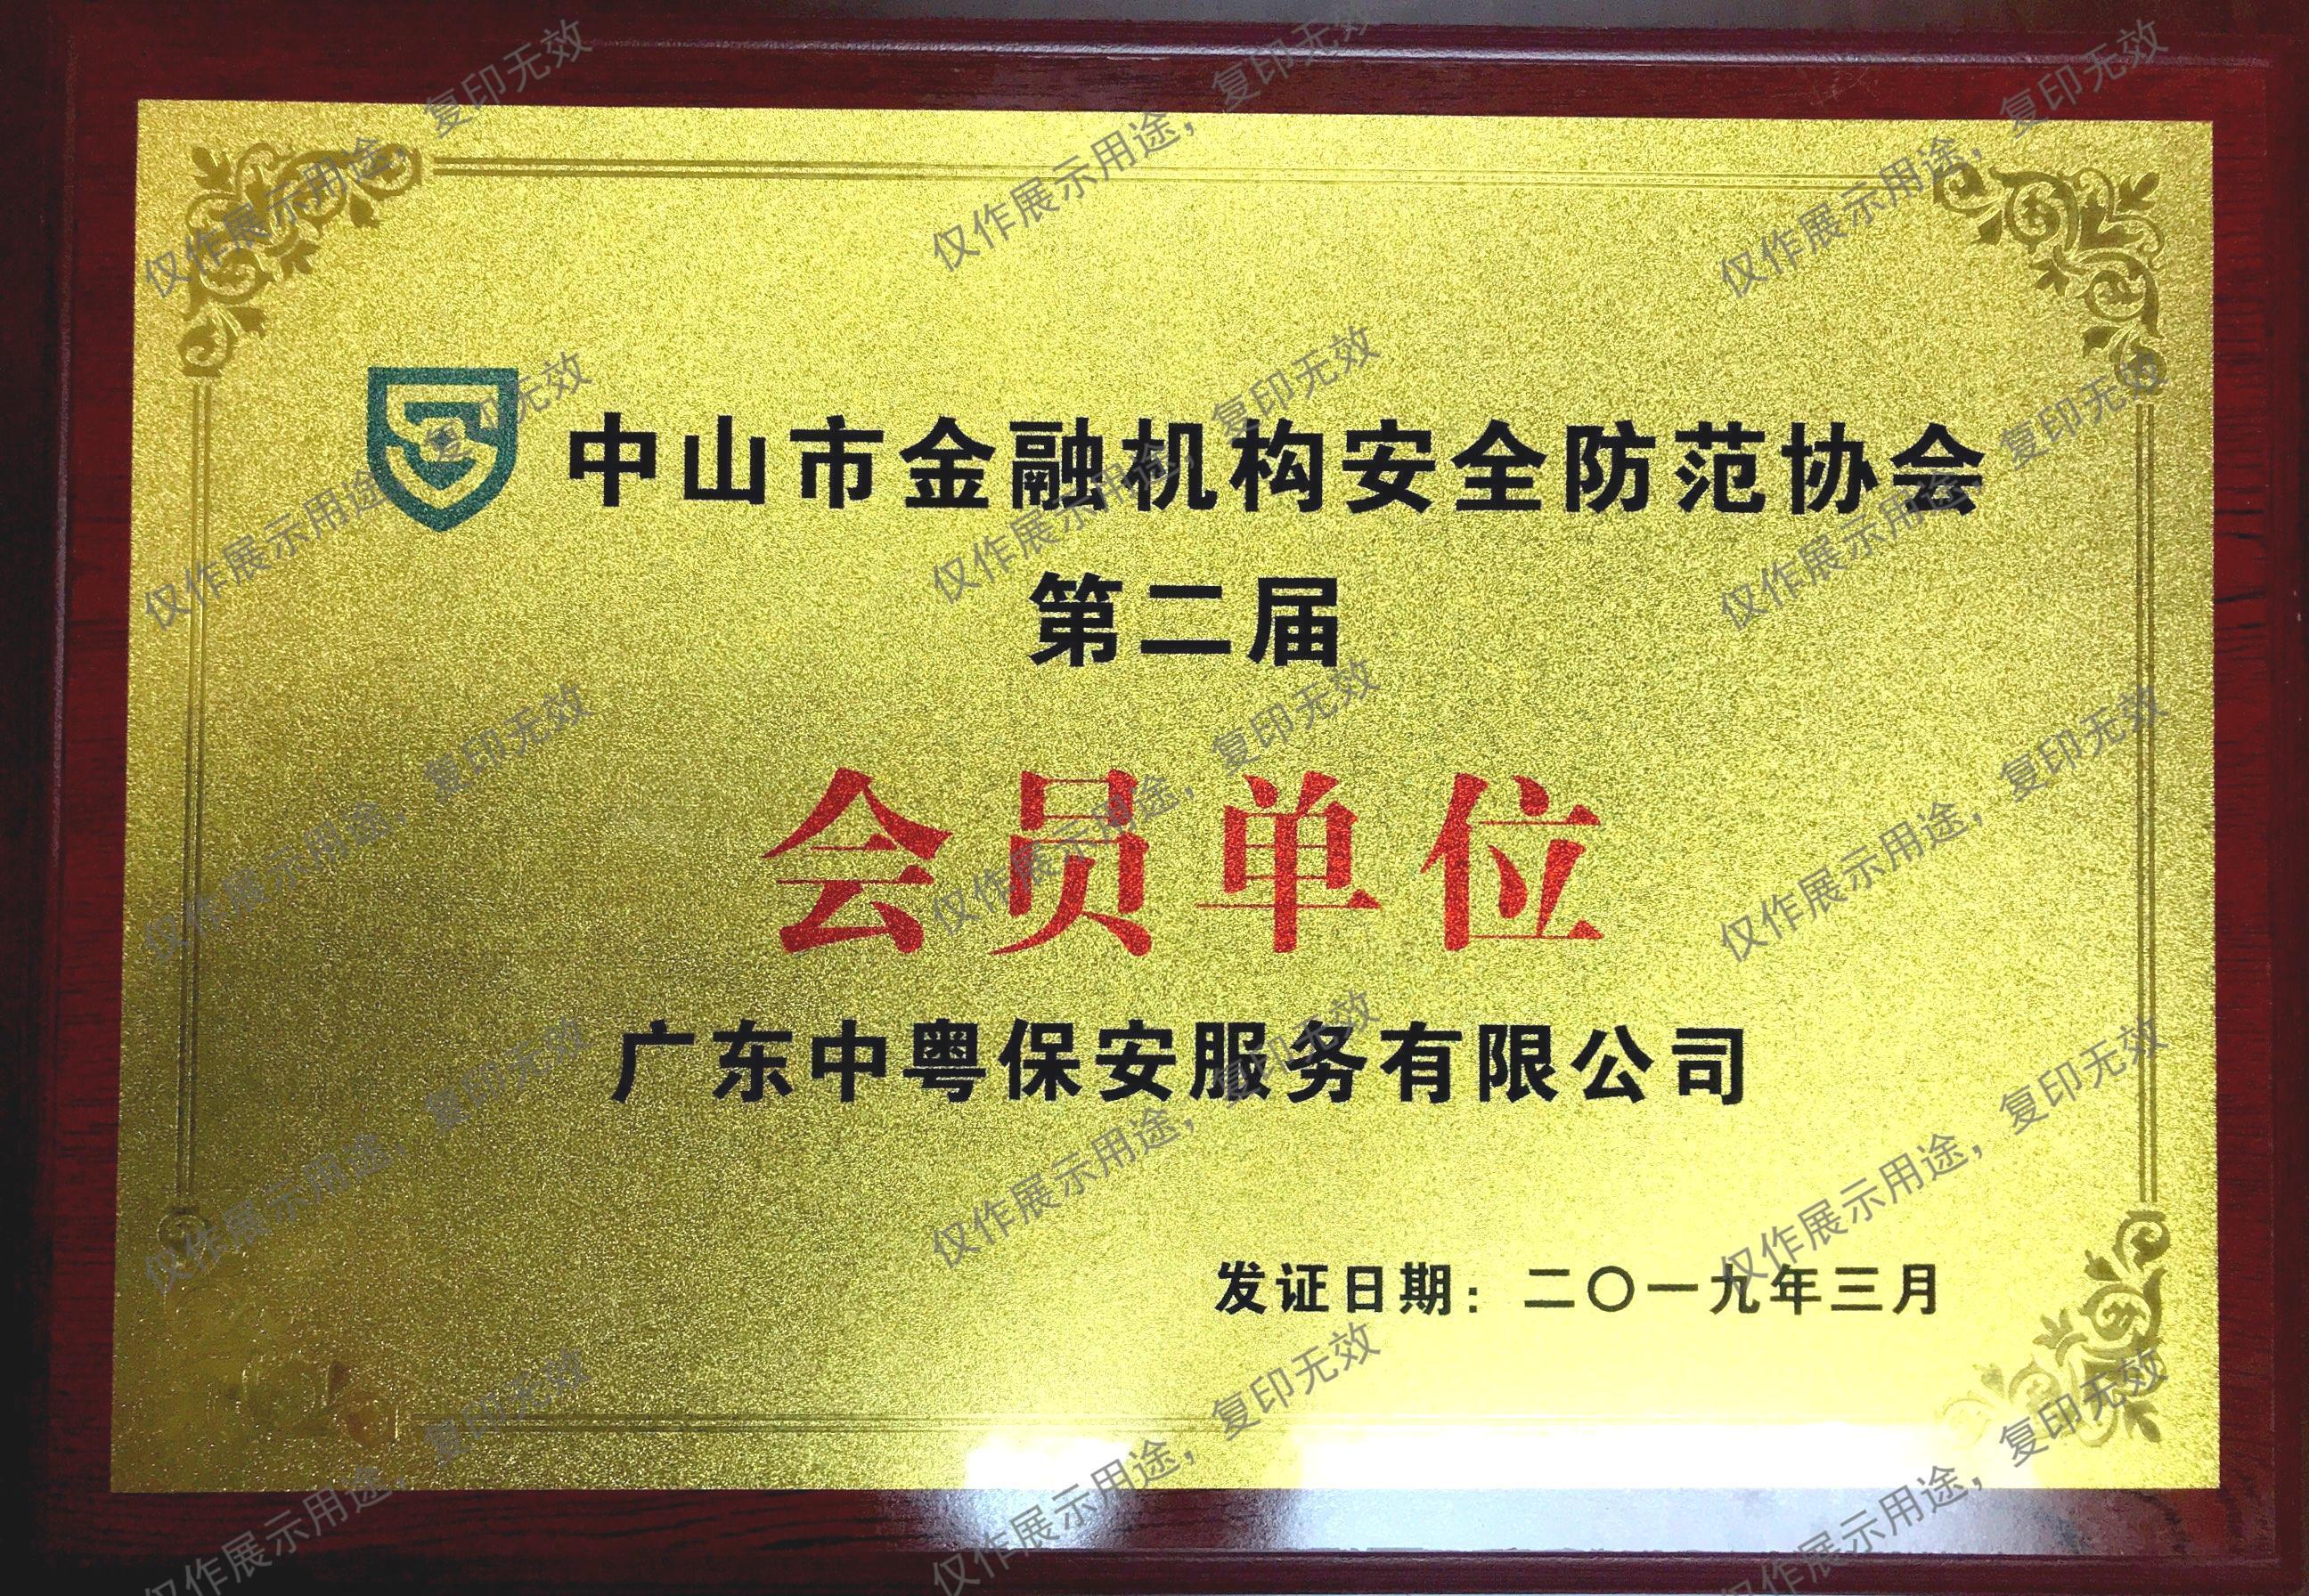 中山市金融机构安全防范协会
第二届
会员单位
广东中粤保安服务有限公司
发证日期：二〇一九年三月
仅作展示用途，复印无效